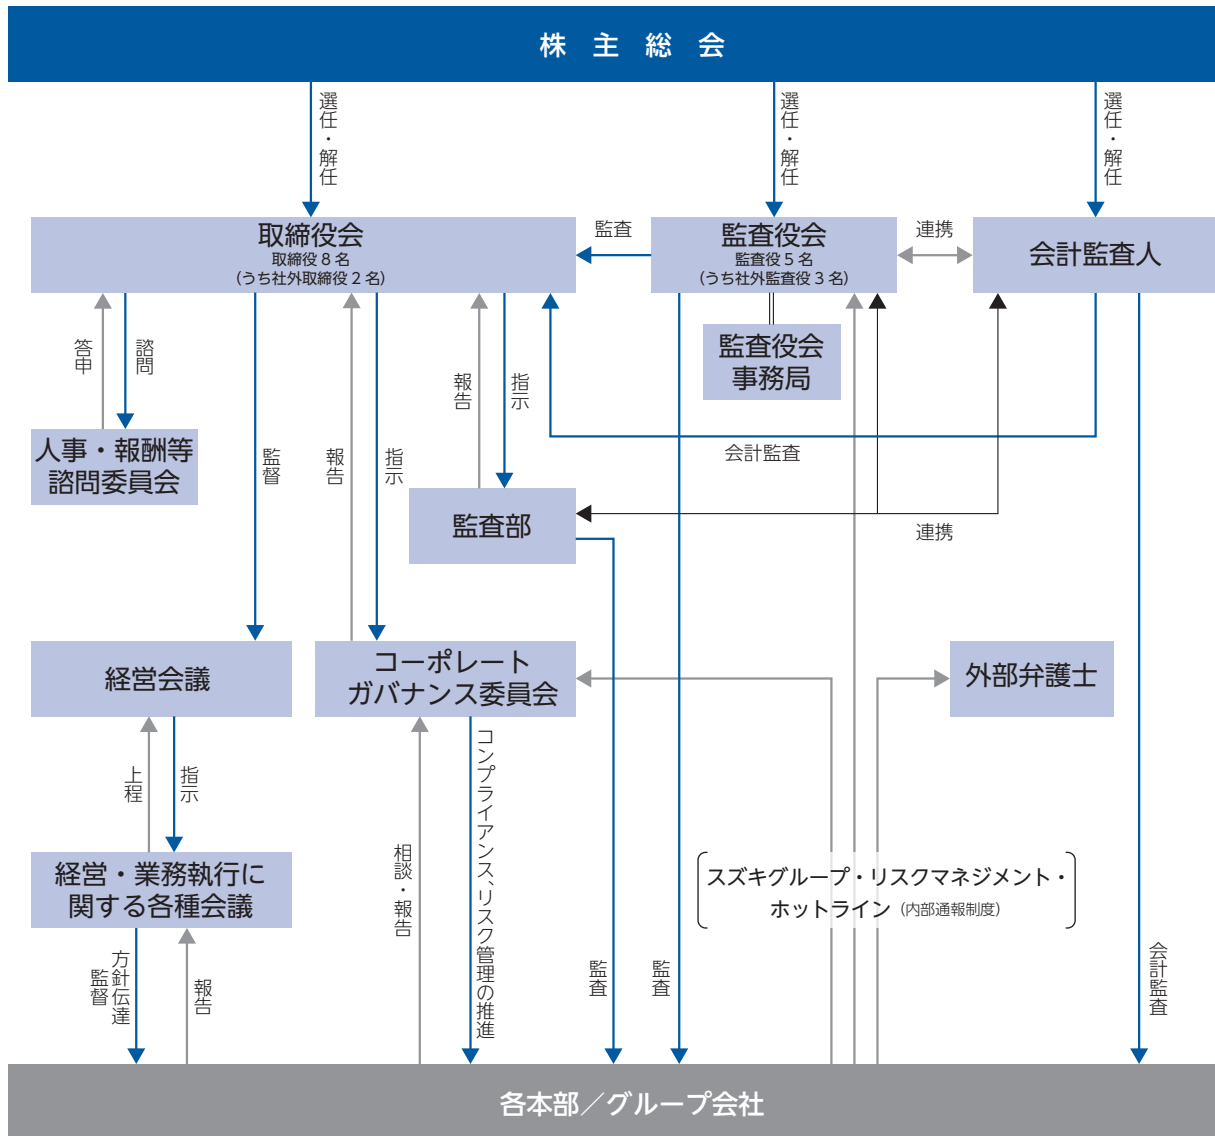 株主総会
選任・解任
選任・解任
選任・解任
取締役会
取締役８名
（うち社外取締役２名）
監査
監査役会
監査役５名
（うち社外監査役３名）
連携
会計監査人
監査役会
事務局
答申
諮問
報告
指示
人事・報酬等
諮問委員会
監督
報告
指示
会計監査
監査部
連携
経営会議
コーポレート
ガバナンス委員会
外部弁護士
上程
指示
コンプライアンス、リスク管理の推進
相談・報告
経営・業務執行に
関する各種会議
スズキグループ・リスクマネジメント・
ホットライン（内部通報制度）
方針伝達
監督
報告
監査
監査
会計監査
各本部／グループ会社